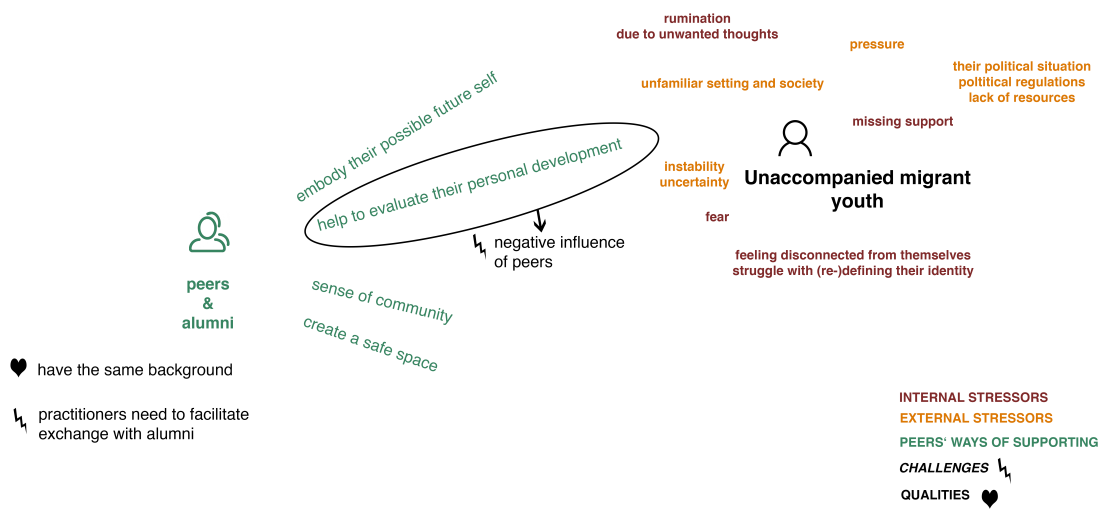 rumination
due to unwanted thoughts
pressure
their political situation
poltitical regulations
lack of resources
unfamiliar setting and society
missing support
embody their possible future self
help to evaluate their personal development
instability
uncertainty
Unaccompanied migrant
youth
fear
negative influence
of peers
feeling disconnected from themselves
struggle with (re-)defining their identity
peers
&
alumni
sense of community
create a safe space
have the same background
practitioners need to facilitate
exchange with alumni
INTERNAL STRESSORS
EXTERNAL STRESSORS
PEERS‘ WAYS OF SUPPORTING
CHALLENGES
QUALITIES